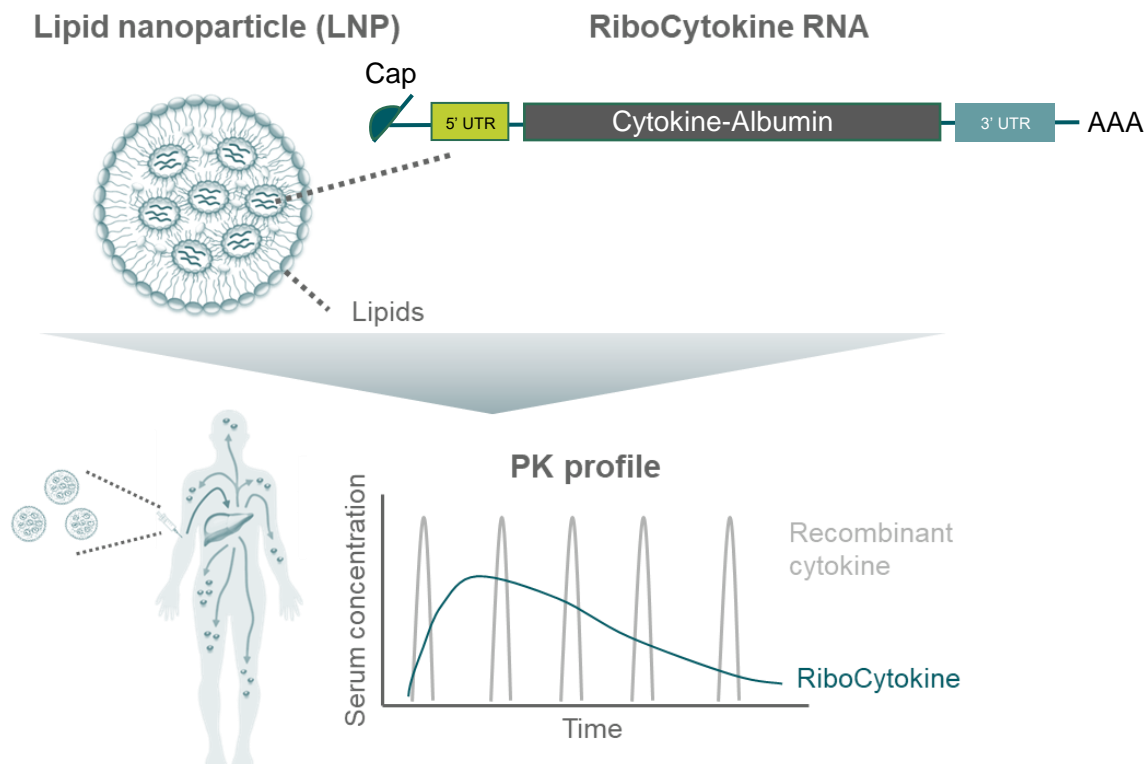 Lipid nanoparticle (LNP)
RiboCytokine RNA
Cap
5' UTR
Cytokine-Albumin
3' UTR
AAA
Lipids
PK profile
Serum concentration
Recombinant
cytokine
RiboCytokine
Time